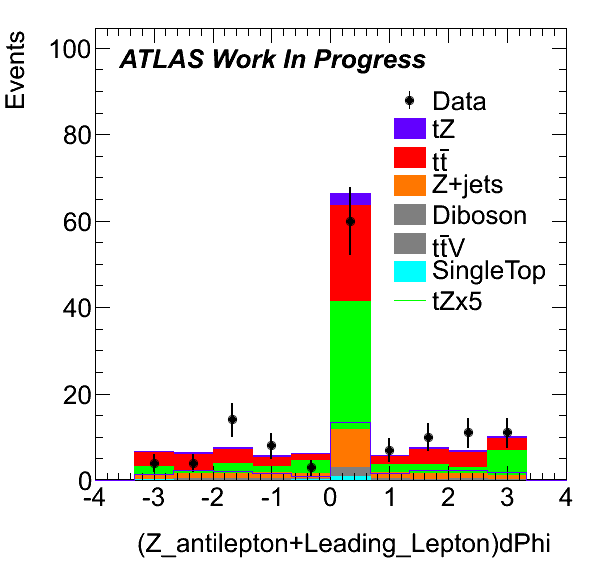 Events
100
80
60
40
20
0
ATLAS Work In Progress
Data
tZ
tt̄
Z+jets
Diboson
tt̄V
SingleTop
tZx5
-4 -3 -2 -1 0 1 2 3 4
(Z_antilepton+Leading_Lepton)dPhi